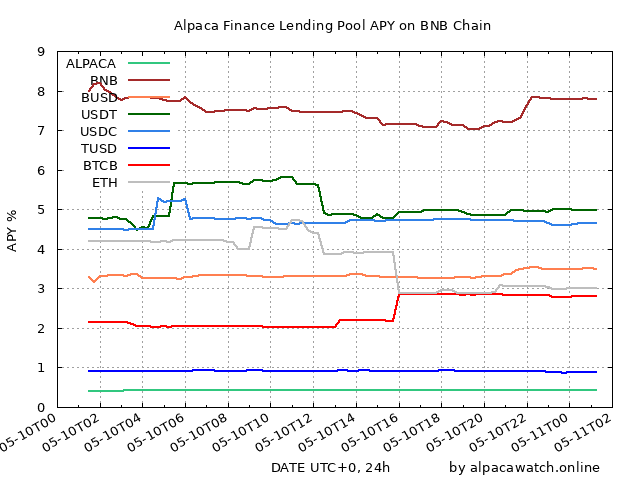 Alpaca Finance Lending Pool APY on BNB Chain
9
8
7
6
5
4
3
2
1
0
APY %
ALPACA
BNB
BUSD
USDT
USDC
TUSD
BTCB
ETH
05-10T00
05-10T02
05-10T04
05-10T06
05-10T08
05-10T10
05-10T12
05-10T14
05-10T16
05-10T18
05-10T20
05-10T22
05-11T00
05-11T02
DATE UTC+0, 24h
by alpacawatch.online